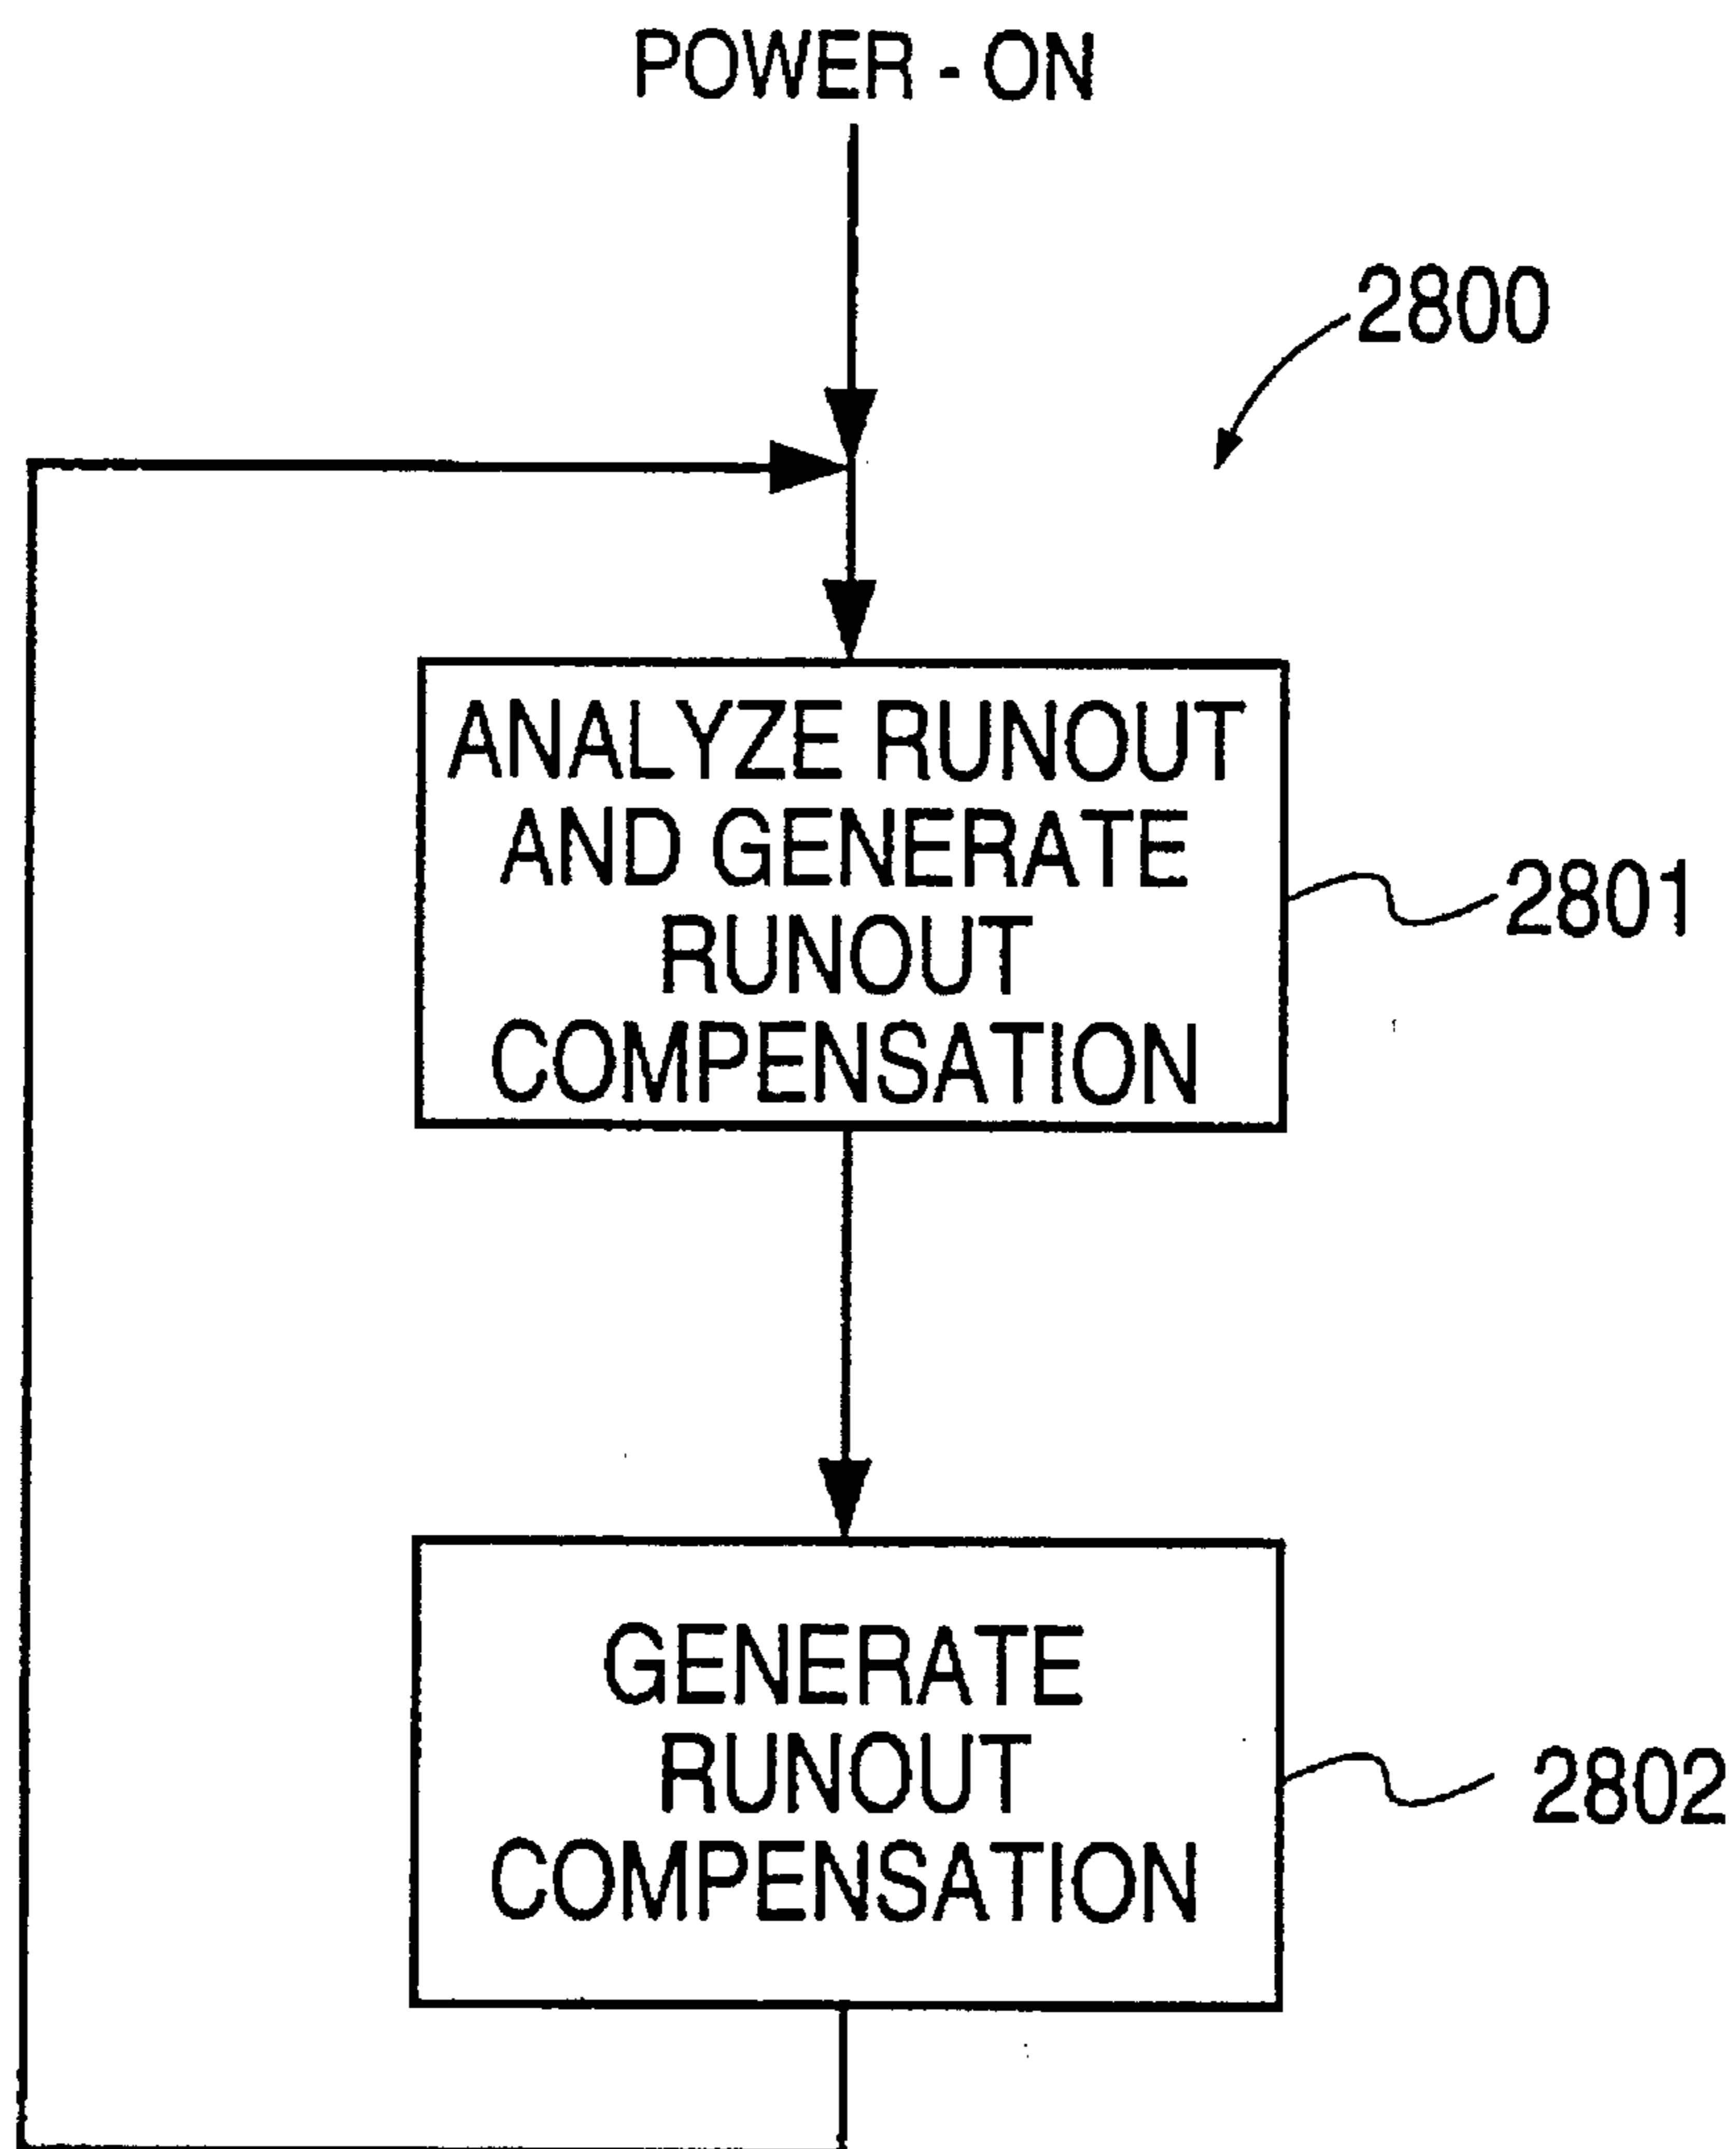 POWER - ON
2800
ANALYZE RUNOUT
AND GENERATE
RUNOUT
COMPENSATION
2801
GENERATE
RUNOUT
COMPENSATION
2802